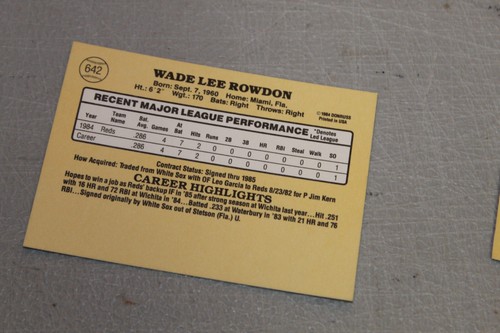 642
WADE LEE ROWDON
Born: Sept. 7, 1960 Home: Miami, Fla.
Ht.: 6'2" Wgt.: 170 Bats: Right Throws: Right
© 1984 DONRUSS
Printed in USA
RECENT MAJOR LEAGUE PERFORMANCE *Denotes Led League
Year Team Name Bat. Avg. Games At Bat Hits Runs 2B 3B HR RBI Steal Walk SO
1984 Reds .286 4 7 2 0 0 0 0 0 0 0 1
Career .286 4 7 2 0 0 0 0 0 0 0 1
Contract Status: Signed thru 1985
How Acquired: Traded from White Sox with OF Leo Garcia to Reds 8/23/82 for P Jim Kern
CAREER HIGHLIGHTS
Hopes to win a job as Reds' backup IF in '85 after strong season at Wichita last year...Hit .251
with 16 HR and 72 RBI at Wichita in '84...Batted .233 at Waterbury in '83 with 21 HR and 76
RBI...Signed originally by White Sox out of Stetson (Fla.) U.